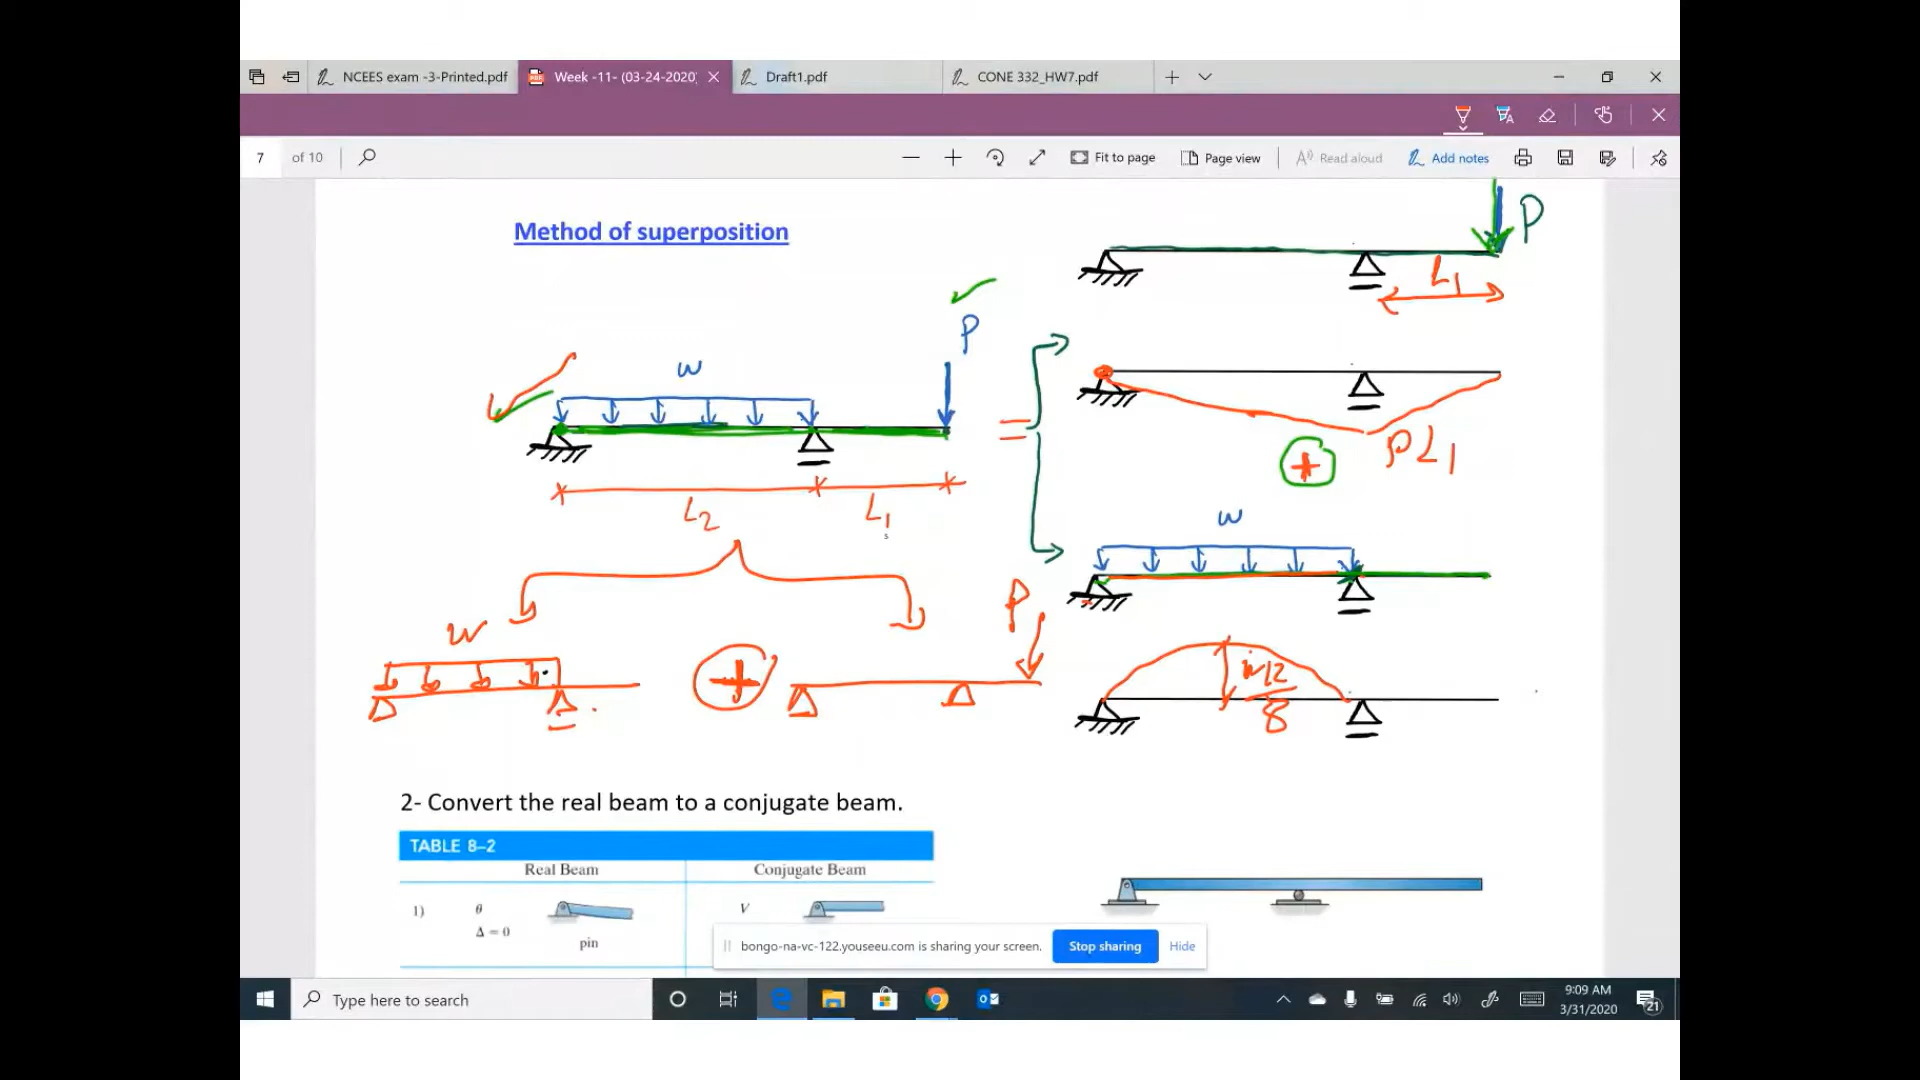 NCEES exam -3-Printed.pdf
Week -11- (03-24-2020)
Draft1.pdf
CONE 332_HW7.pdf
7 of 10
Fit to page
Page view
Read aloud
Add notes
Method of superposition
P
L1
P
w
=
L2
L1
s
PL1
+
w
w
+
P
8
2- Convert the real beam to a conjugate beam.
TABLE 8–2
Real Beam
Conjugate Beam
1)
θ
Δ = 0
pin
V
bongo-na-vc-122.youseeu.com is sharing your screen.
Stop sharing
Hide
Type here to search
9:09 AM
3/31/2020
21